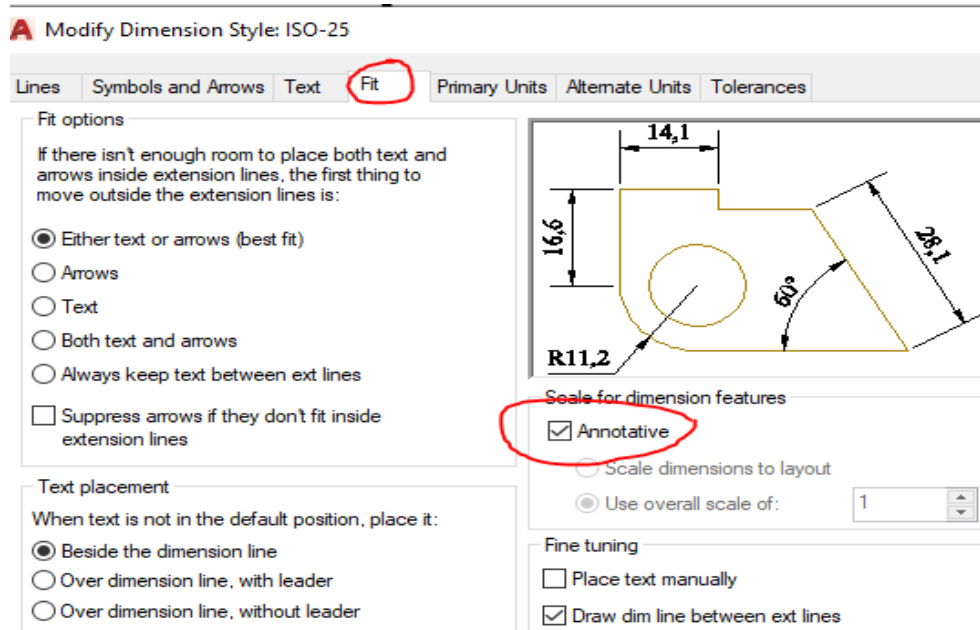 Modify Dimension Style: ISO-25
Lines Symbols and Arrows Text Fit Primary Units Alternate Units Tolerances
Fit options
If there isn't enough room to place both text and
arrows inside extension lines, the first thing to
move outside the extension lines is:
Either text or arrows (best fit)
Arrows
Text
Both text and arrows
Always keep text between ext lines
Suppress arrows if they don't fit inside
extension lines
Text placement
When text is not in the default position, place it:
Beside the dimension line
Over dimension line, with leader
Over dimension line, without leader
14,1
16,6
28,1
60°
R11,2
Scale for dimension features
Annotative
Scale dimensions to layout
Use overall scale of:
1
Fine tuning
Place text manually
Draw dim line between ext lines